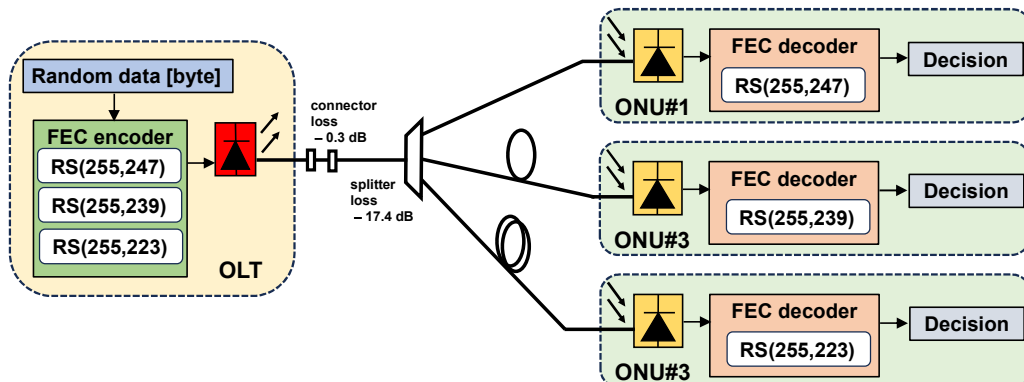 Random data [byte]
FEC encoder
RS(255,247)
RS(255,239)
RS(255,223)
OLT
connector
loss
– 0.3 dB
splitter
loss
– 17.4 dB
FEC decoder
RS(255,247)
Decision
ONU#1
FEC decoder
RS(255,239)
Decision
ONU#3
FEC decoder
RS(255,223)
Decision
ONU#3